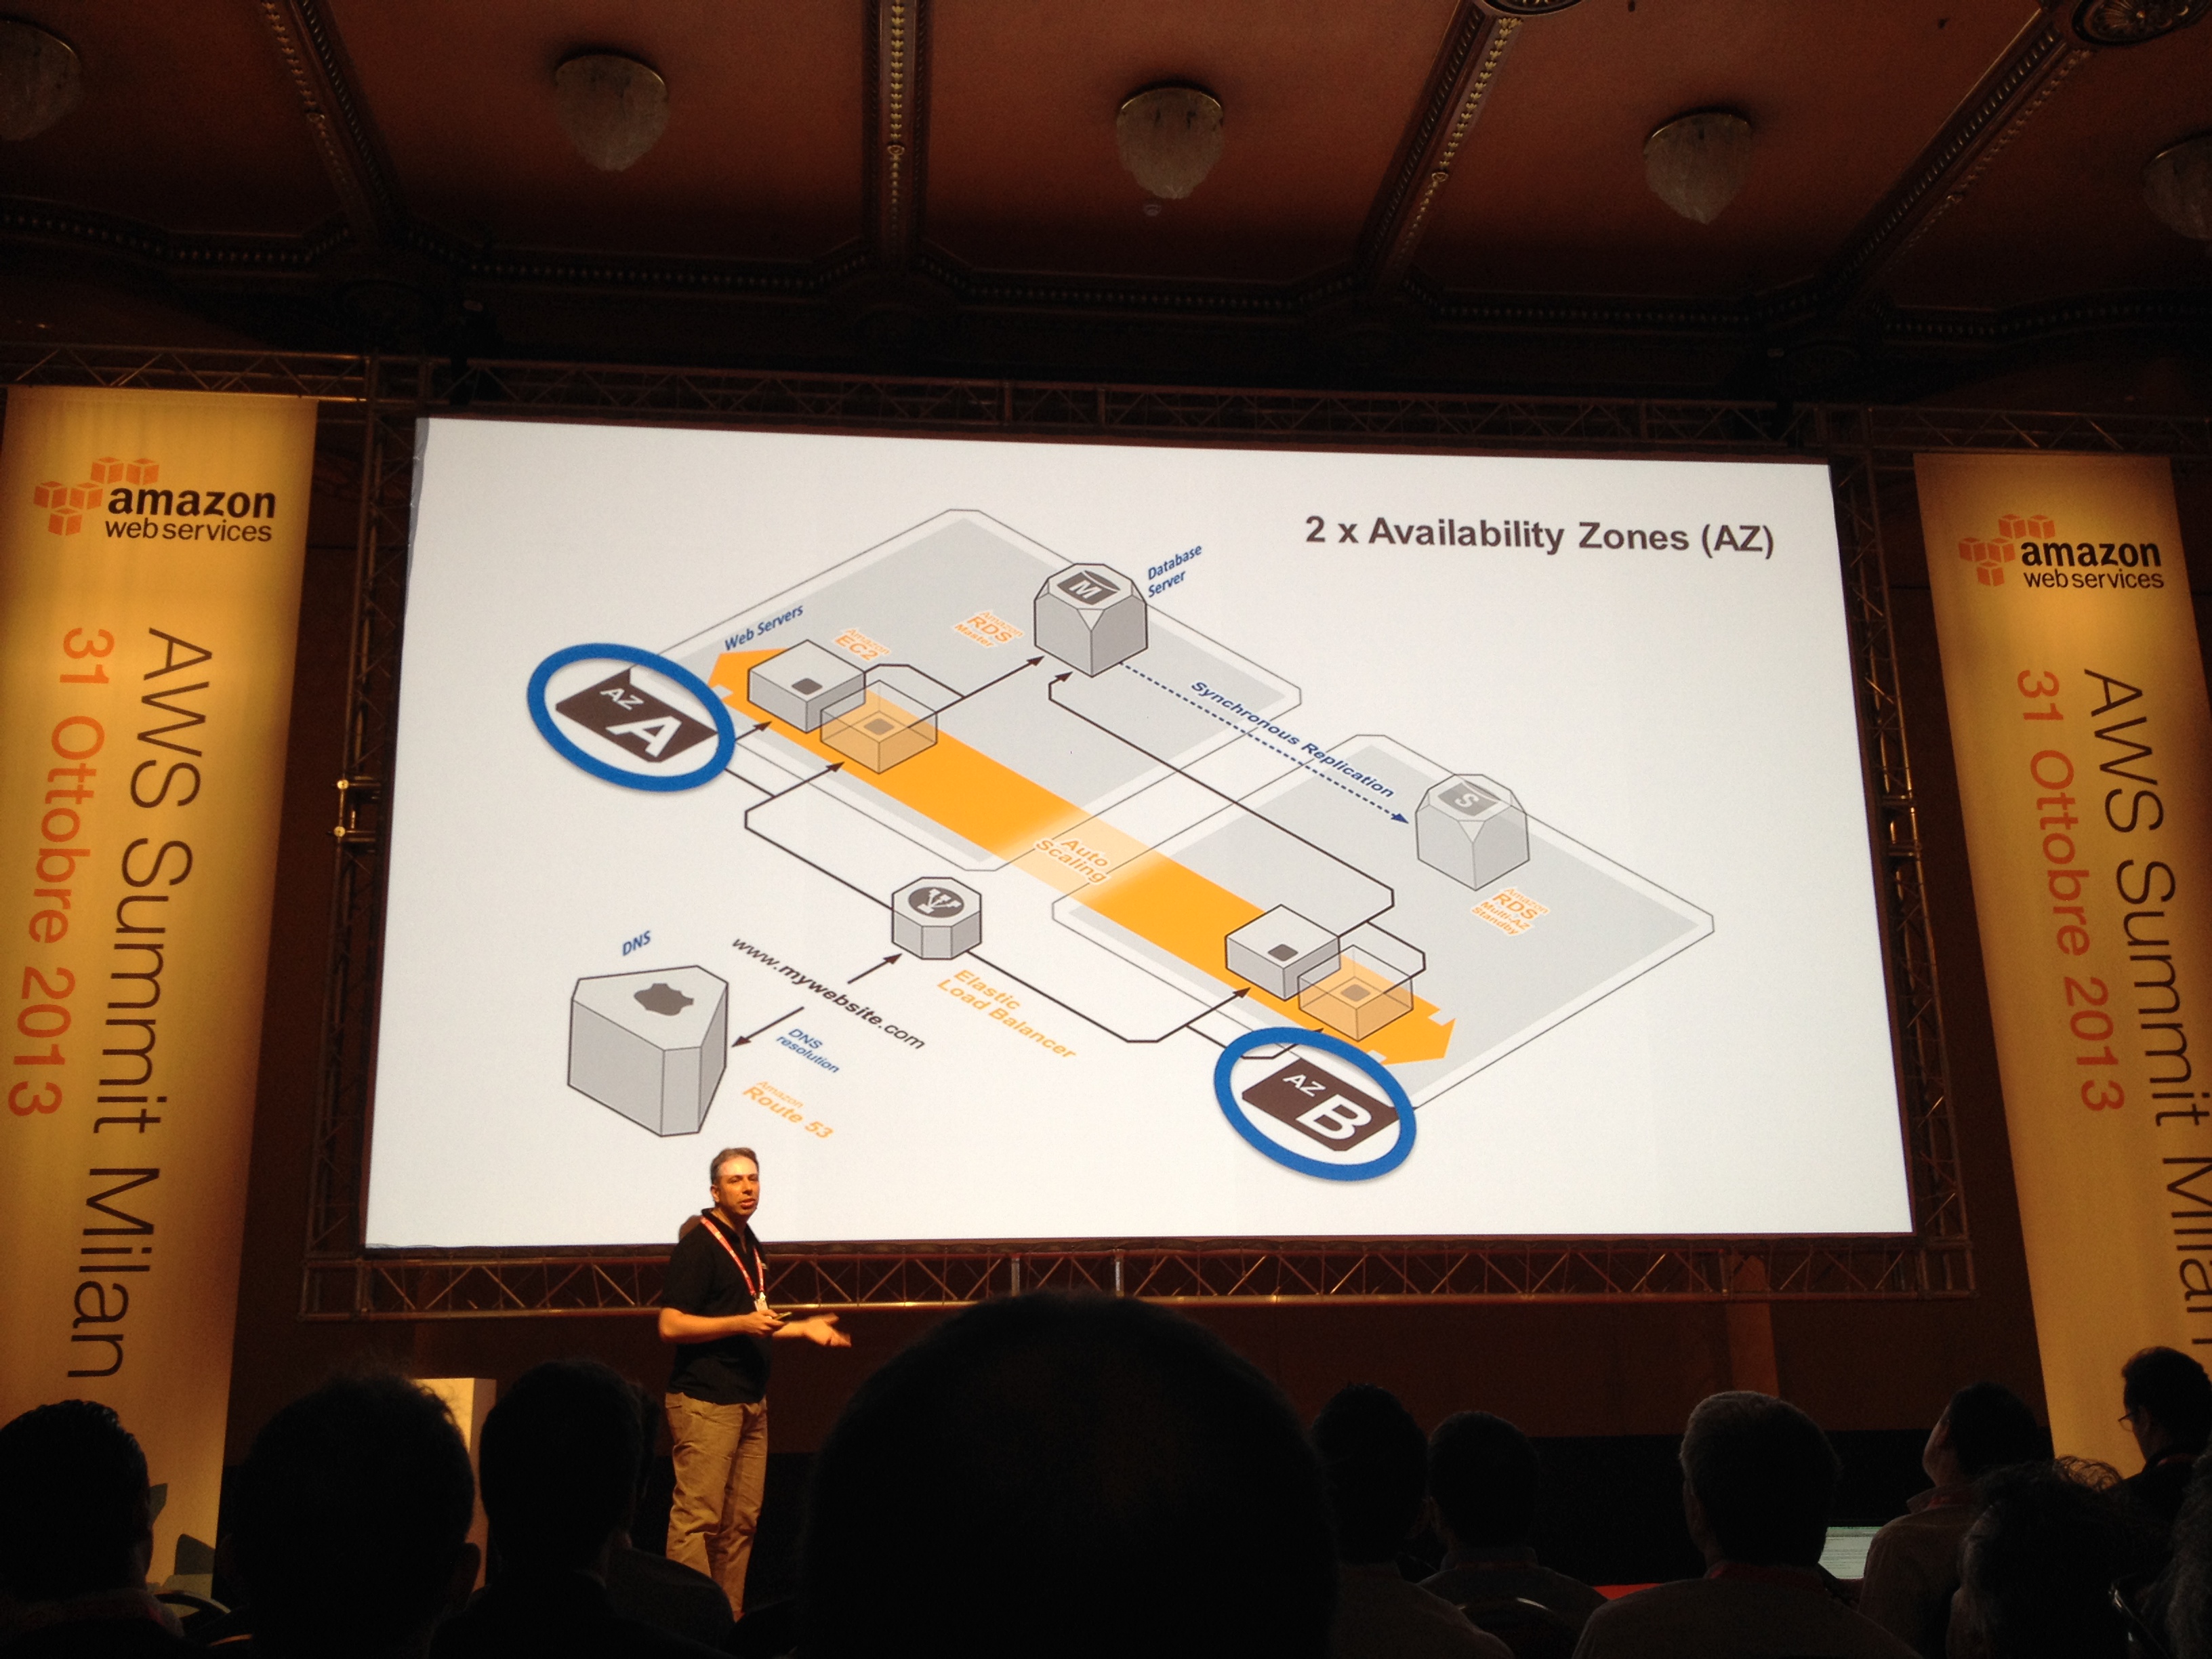 amazon
web services
AWS Summit Milan
31 Ottobre 2013
2 x Availability Zones (AZ)
Database
Server
M
Amazon
RDS
Master
Web Servers
Amazon
EC2
AZ
A
Synchronous Replication
S
Amazon
RDS
Multi-AZ
Standby
Auto
Scaling
DNS
www.mywebsite.com
Elastic
Load Balancer
DNS
resolution
Amazon
Route 53
AZ
B
amazon
web services
AWS Summit Milan
31 Ottobre 2013